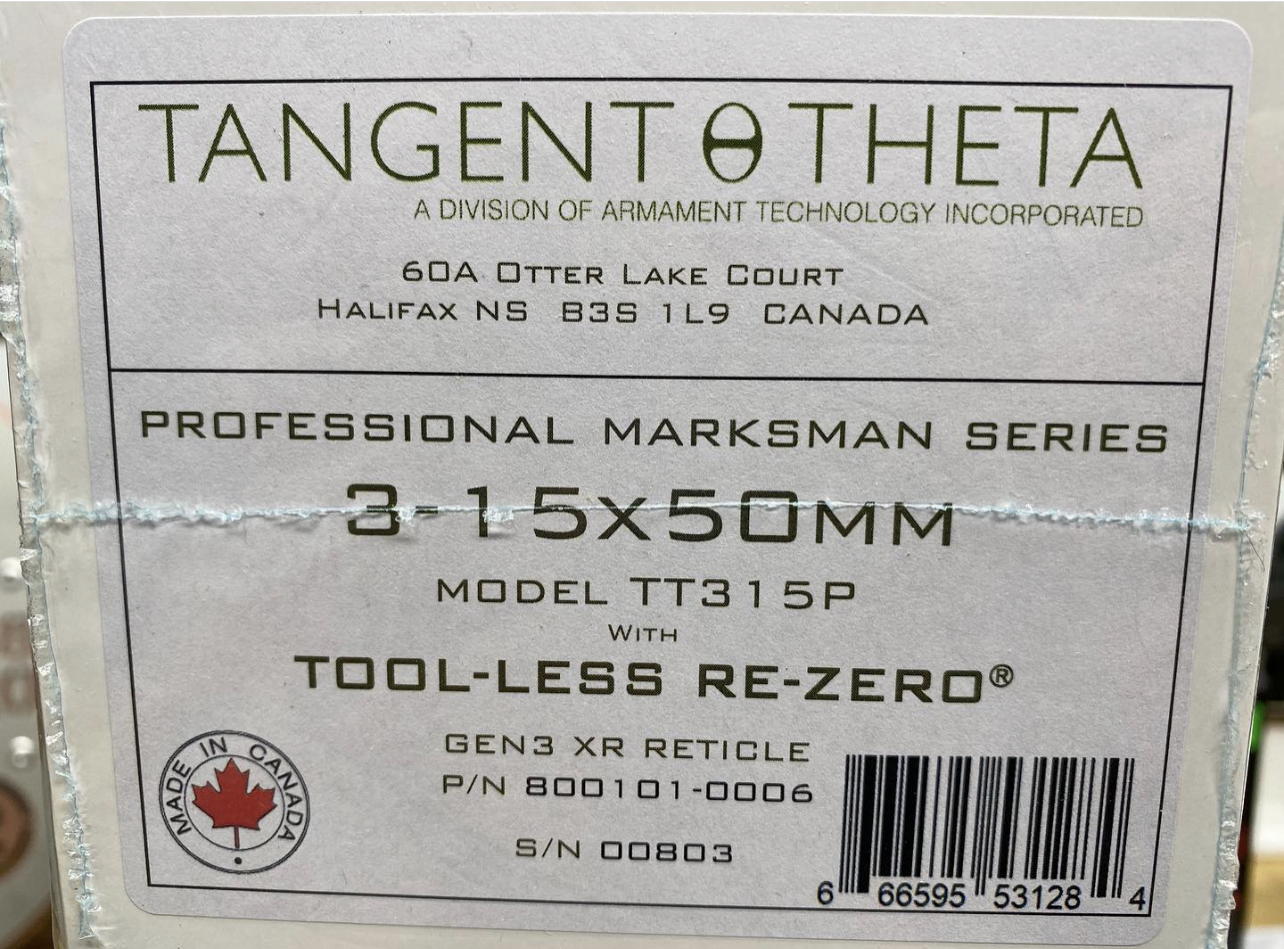 TANGENT θ THETA
A DIVISION OF ARMAMENT TECHNOLOGY INCORPORATED
60A OTTER LAKE COURT
HALIFAX NS B3S 1L9 CANADA
PROFESSIONAL MARKSMAN SERIES
3-15x50MM
MODEL TT315P
WITH
TOOL-LESS RE-ZERO®
GEN3 XR RETICLE
P/N 800101-0006
S/N 00803
MADE IN CANADA
6 66595 53128 4